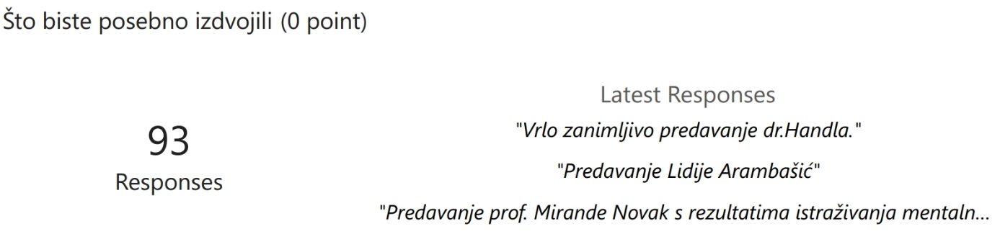 Što biste posebno izdvojili (0 point)
93
Responses
Latest Responses
"Vrlo zanimljivo predavanje dr.Handla."
"Predavanje Lidije Arambašić"
"Predavanje prof. Mirande Novak s rezultatima istraživanja mentaln...